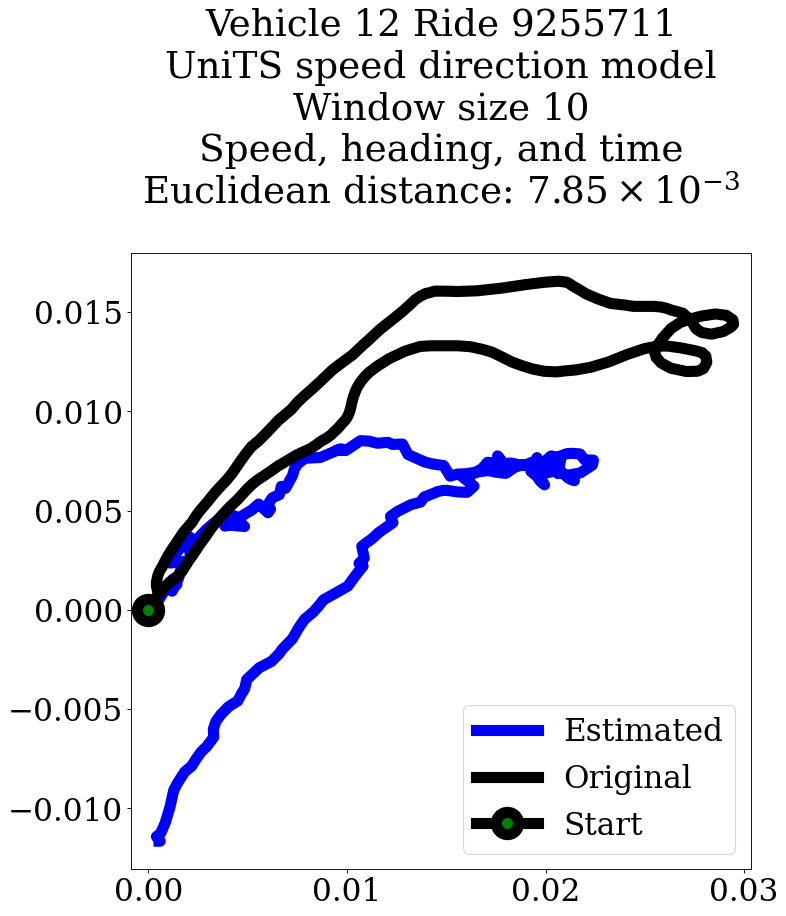 Vehicle 12 Ride 9255711
UniTS speed direction model
Window size 10
Speed, heading, and time
Euclidean distance: 7.85 × 10⁻³
0.015
0.010
0.005
0.000
−0.005
−0.010
0.00 0.01 0.02 0.03
Estimated
Original
Start